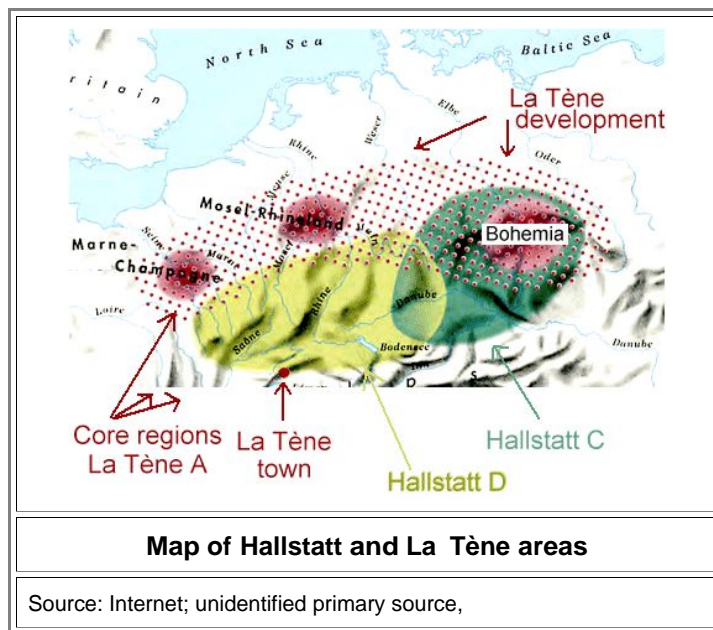 North Sea
Baltic Sea
ritain
La Tène
development
Elbe
Weser
Rhine
Oder
Meuse
Mosel-Rhineland
Bohemia
Main
Seine
Marne-
Champagne
Marne
Mosel
Loire
Rhine
Danube
Saône
Bodensee
Danube
Inn
Core regions
La Tène A
La Tène
town
Hallstatt D
Hallstatt C
Map of Hallstatt and La Tène areas
Source: Internet; unidentified primary source,